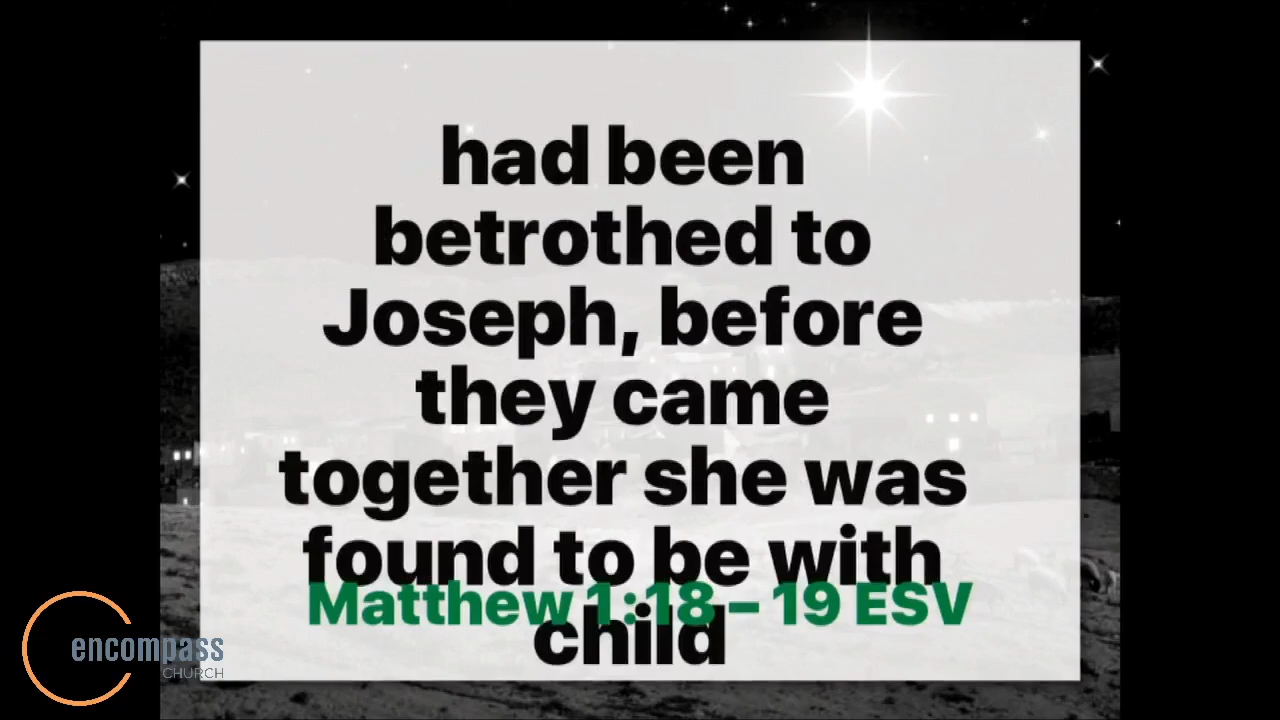 had been
betrothed to
Joseph, before
they came
together she was
found to be with
child
Matthew 1:18 – 19 ESV
encompass
CHURCH